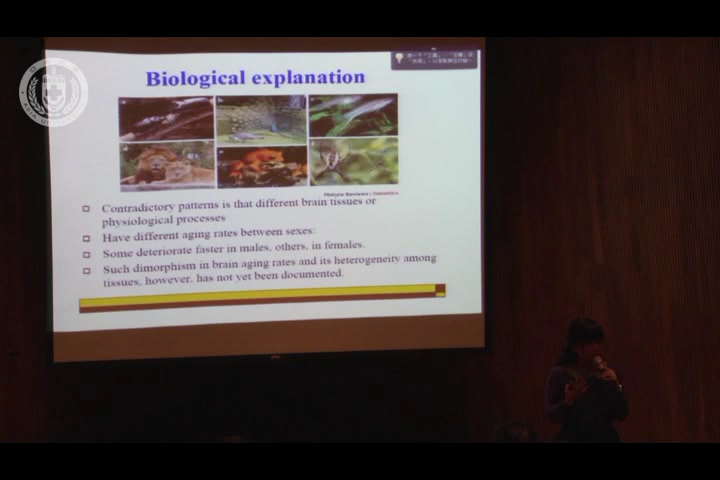 Biological explanation
Contradictory patterns is that different brain tissues or
physiological processes
Have different aging rates between sexes:
Some deteriorate faster in males, others, in females.
Such dimorphism in brain aging rates and its heterogeneity among
tissues, however, has not yet been documented.